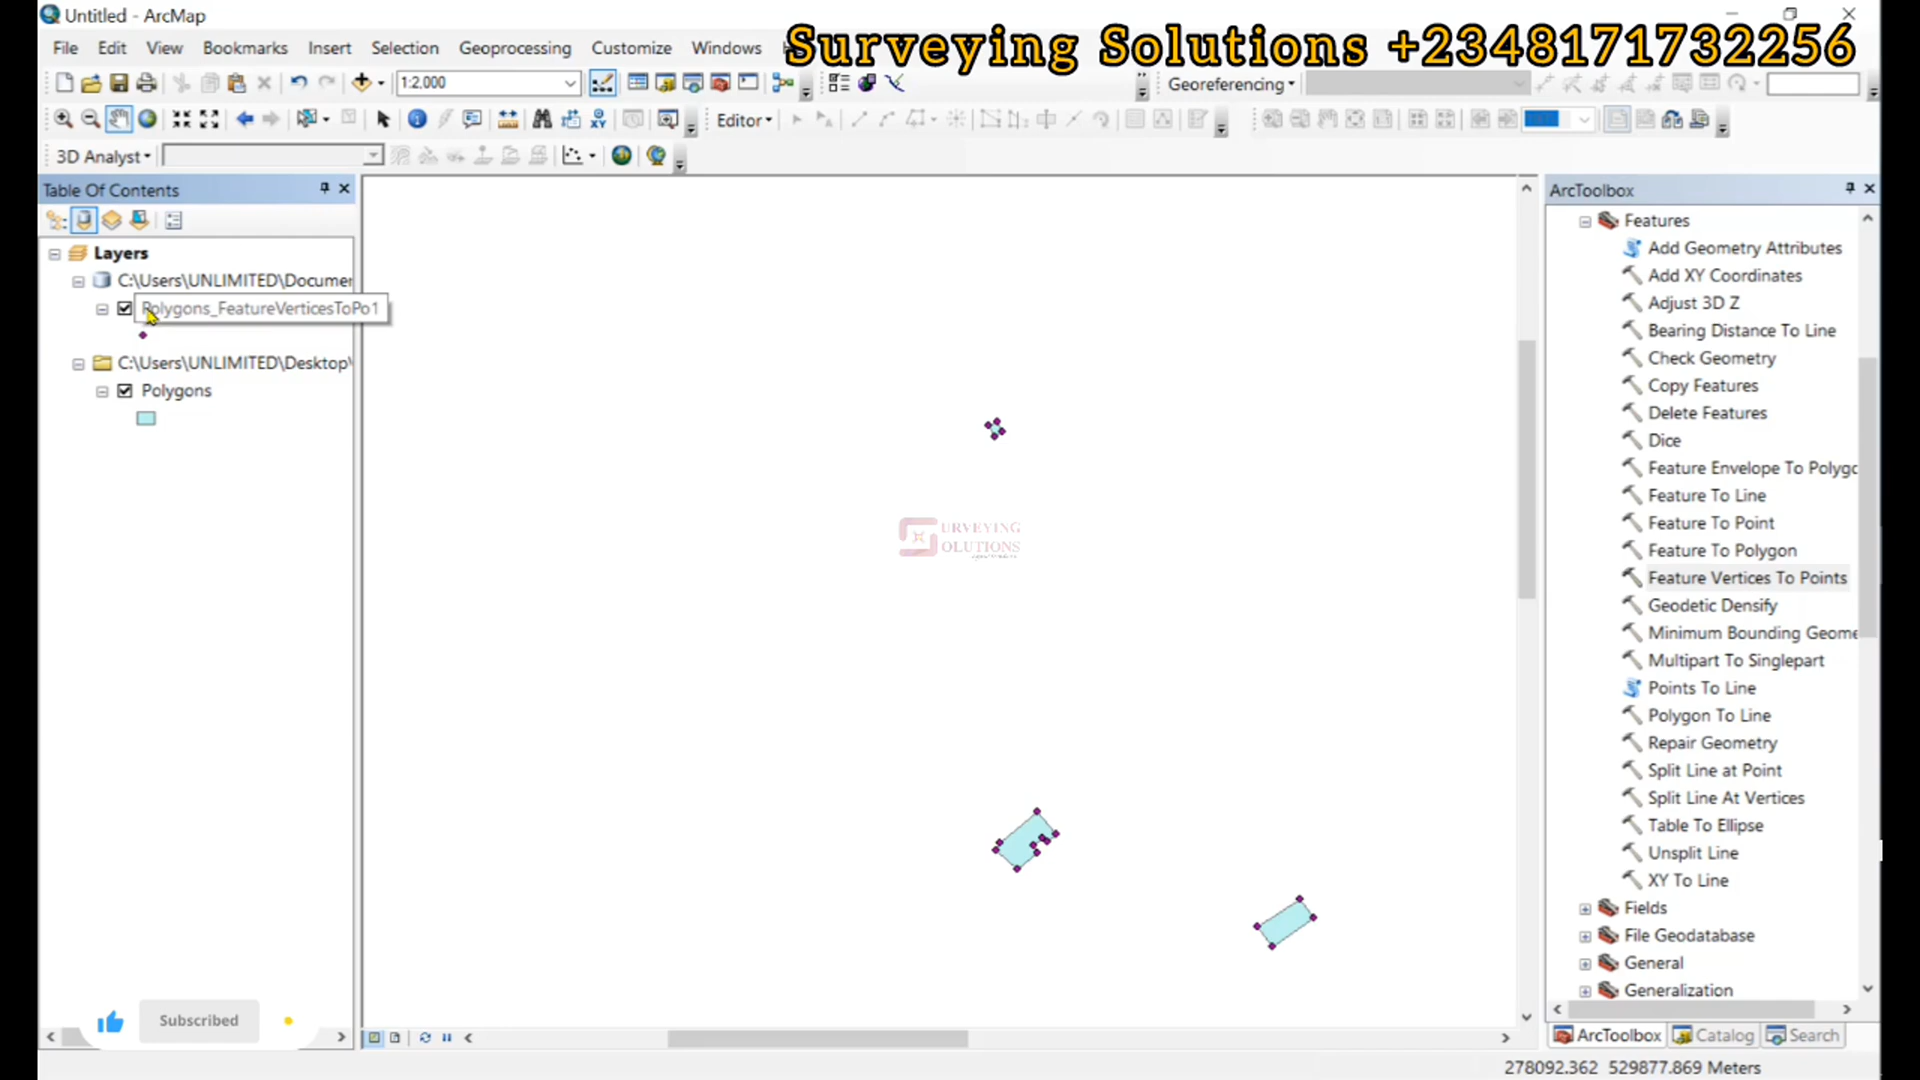 Untitled - ArcMap
Surveying Solutions +2348171732256
File Edit View Bookmarks Insert Selection Geoprocessing Customize Windows
1:2,000
Georeferencing
Editor
3D Analyst
Table Of Contents
Layers
C:\Users\UNLIMITED\Documen
Polygons_FeatureVerticesToPo1
C:\Users\UNLIMITED\Desktop\
Polygons
URVEYING
OLUTIONS
Subscribed
ArcToolbox
Features
Add Geometry Attributes
Add XY Coordinates
Adjust 3D Z
Bearing Distance To Line
Check Geometry
Copy Features
Delete Features
Dice
Feature Envelope To Polygo
Feature To Line
Feature To Point
Feature To Polygon
Feature Vertices To Points
Geodetic Densify
Minimum Bounding Geome
Multipart To Singlepart
Points To Line
Polygon To Line
Repair Geometry
Split Line at Point
Split Line At Vertices
Table To Ellipse
Unsplit Line
XY To Line
Fields
File Geodatabase
General
Generalization
ArcToolbox Catalog Search
278092.362 529877.869 Meters